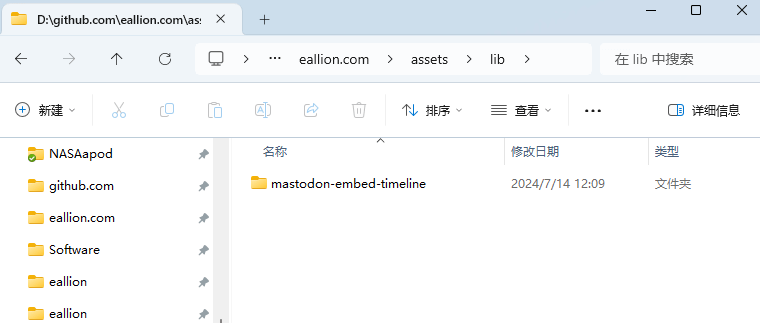 D:\github.com\eallion.com\as
eallion.com
assets
lib
在 lib 中搜索
新建
排序
查看
详细信息
名称
修改日期
类型
NASAapod
github.com
eallion.com
Software
eallion
eallion
mastodon-embed-timeline
2024/7/14 12:09
文件夹